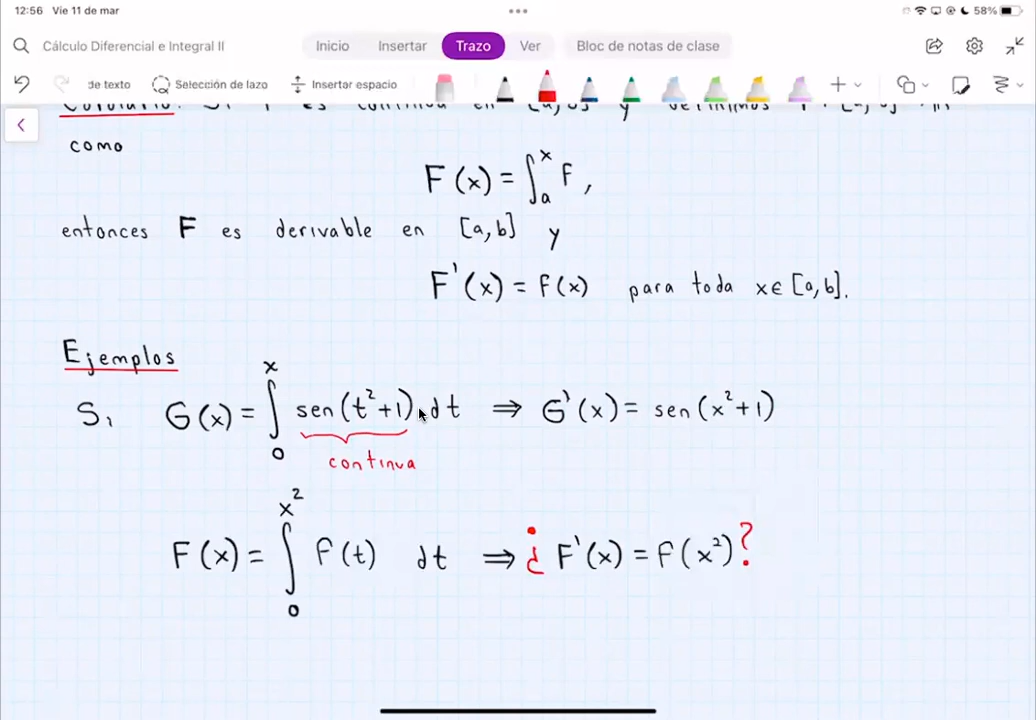 12:56 Vie 11 de mar 58%
Cálculo Diferencial e Integral II Inicio Insertar Trazo Ver Bloc de notas de clase
de texto Selección de lazo Insertar espacio
como
F(x) = ∫ₐˣ f,
entonces F es derivable en [a,b] y
F'(x) = f(x) para toda x∈[a,b].
Ejemplos
Si G(x) = ∫₀ˣ sen(t²+1) dt ⇒ G'(x) = sen(x²+1)
continua
F(x) = ∫₀^(x²) f(t) dt ⇒ ¿F'(x) = f(x²)?